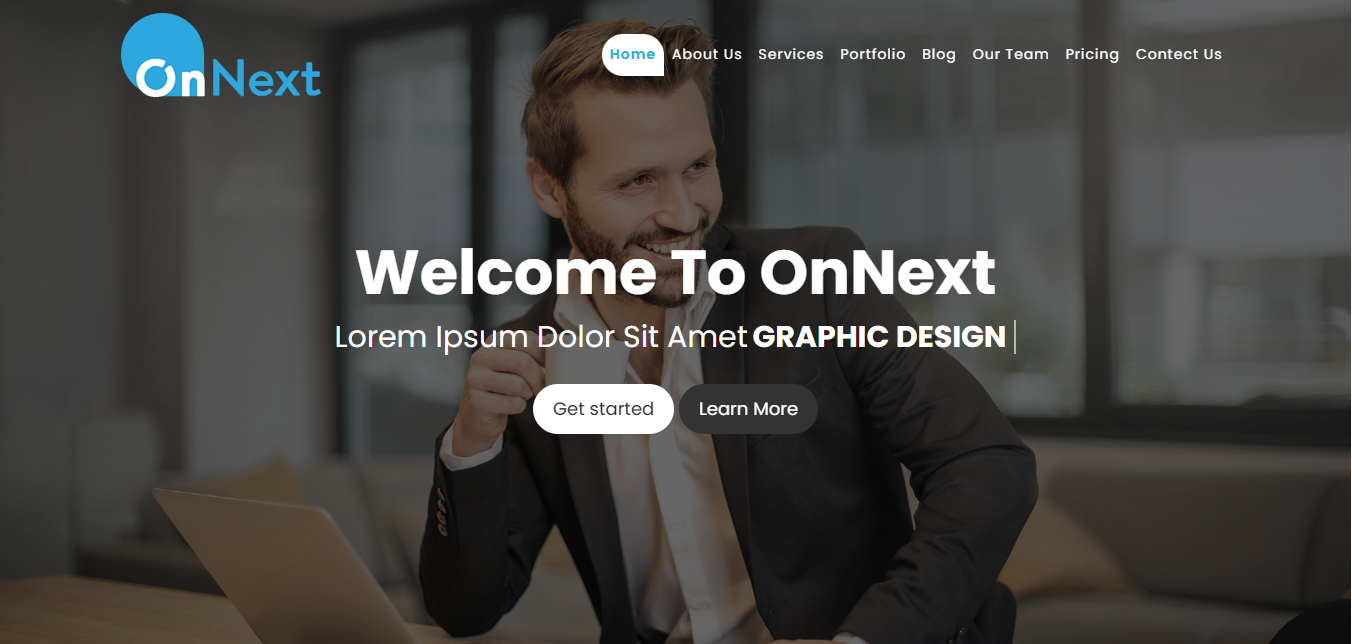 OnNext
Home About Us Services Portfolio Blog Our Team Pricing Contact Us
Welcome To OnNext
Lorem Ipsum Dolor Sit Amet GRAPHIC DESIGN
Get started Learn More